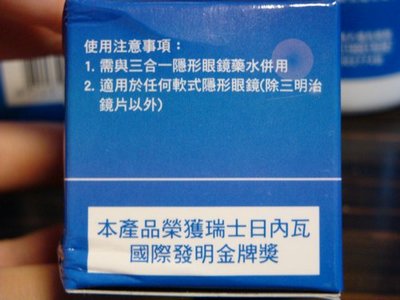 使用注意事項：
1. 需與三合一隱形眼鏡藥水併用
2. 適用於任何軟式隱形眼鏡(除三明治
鏡片以外)
本產品榮獲瑞士日內瓦
國際發明金牌獎